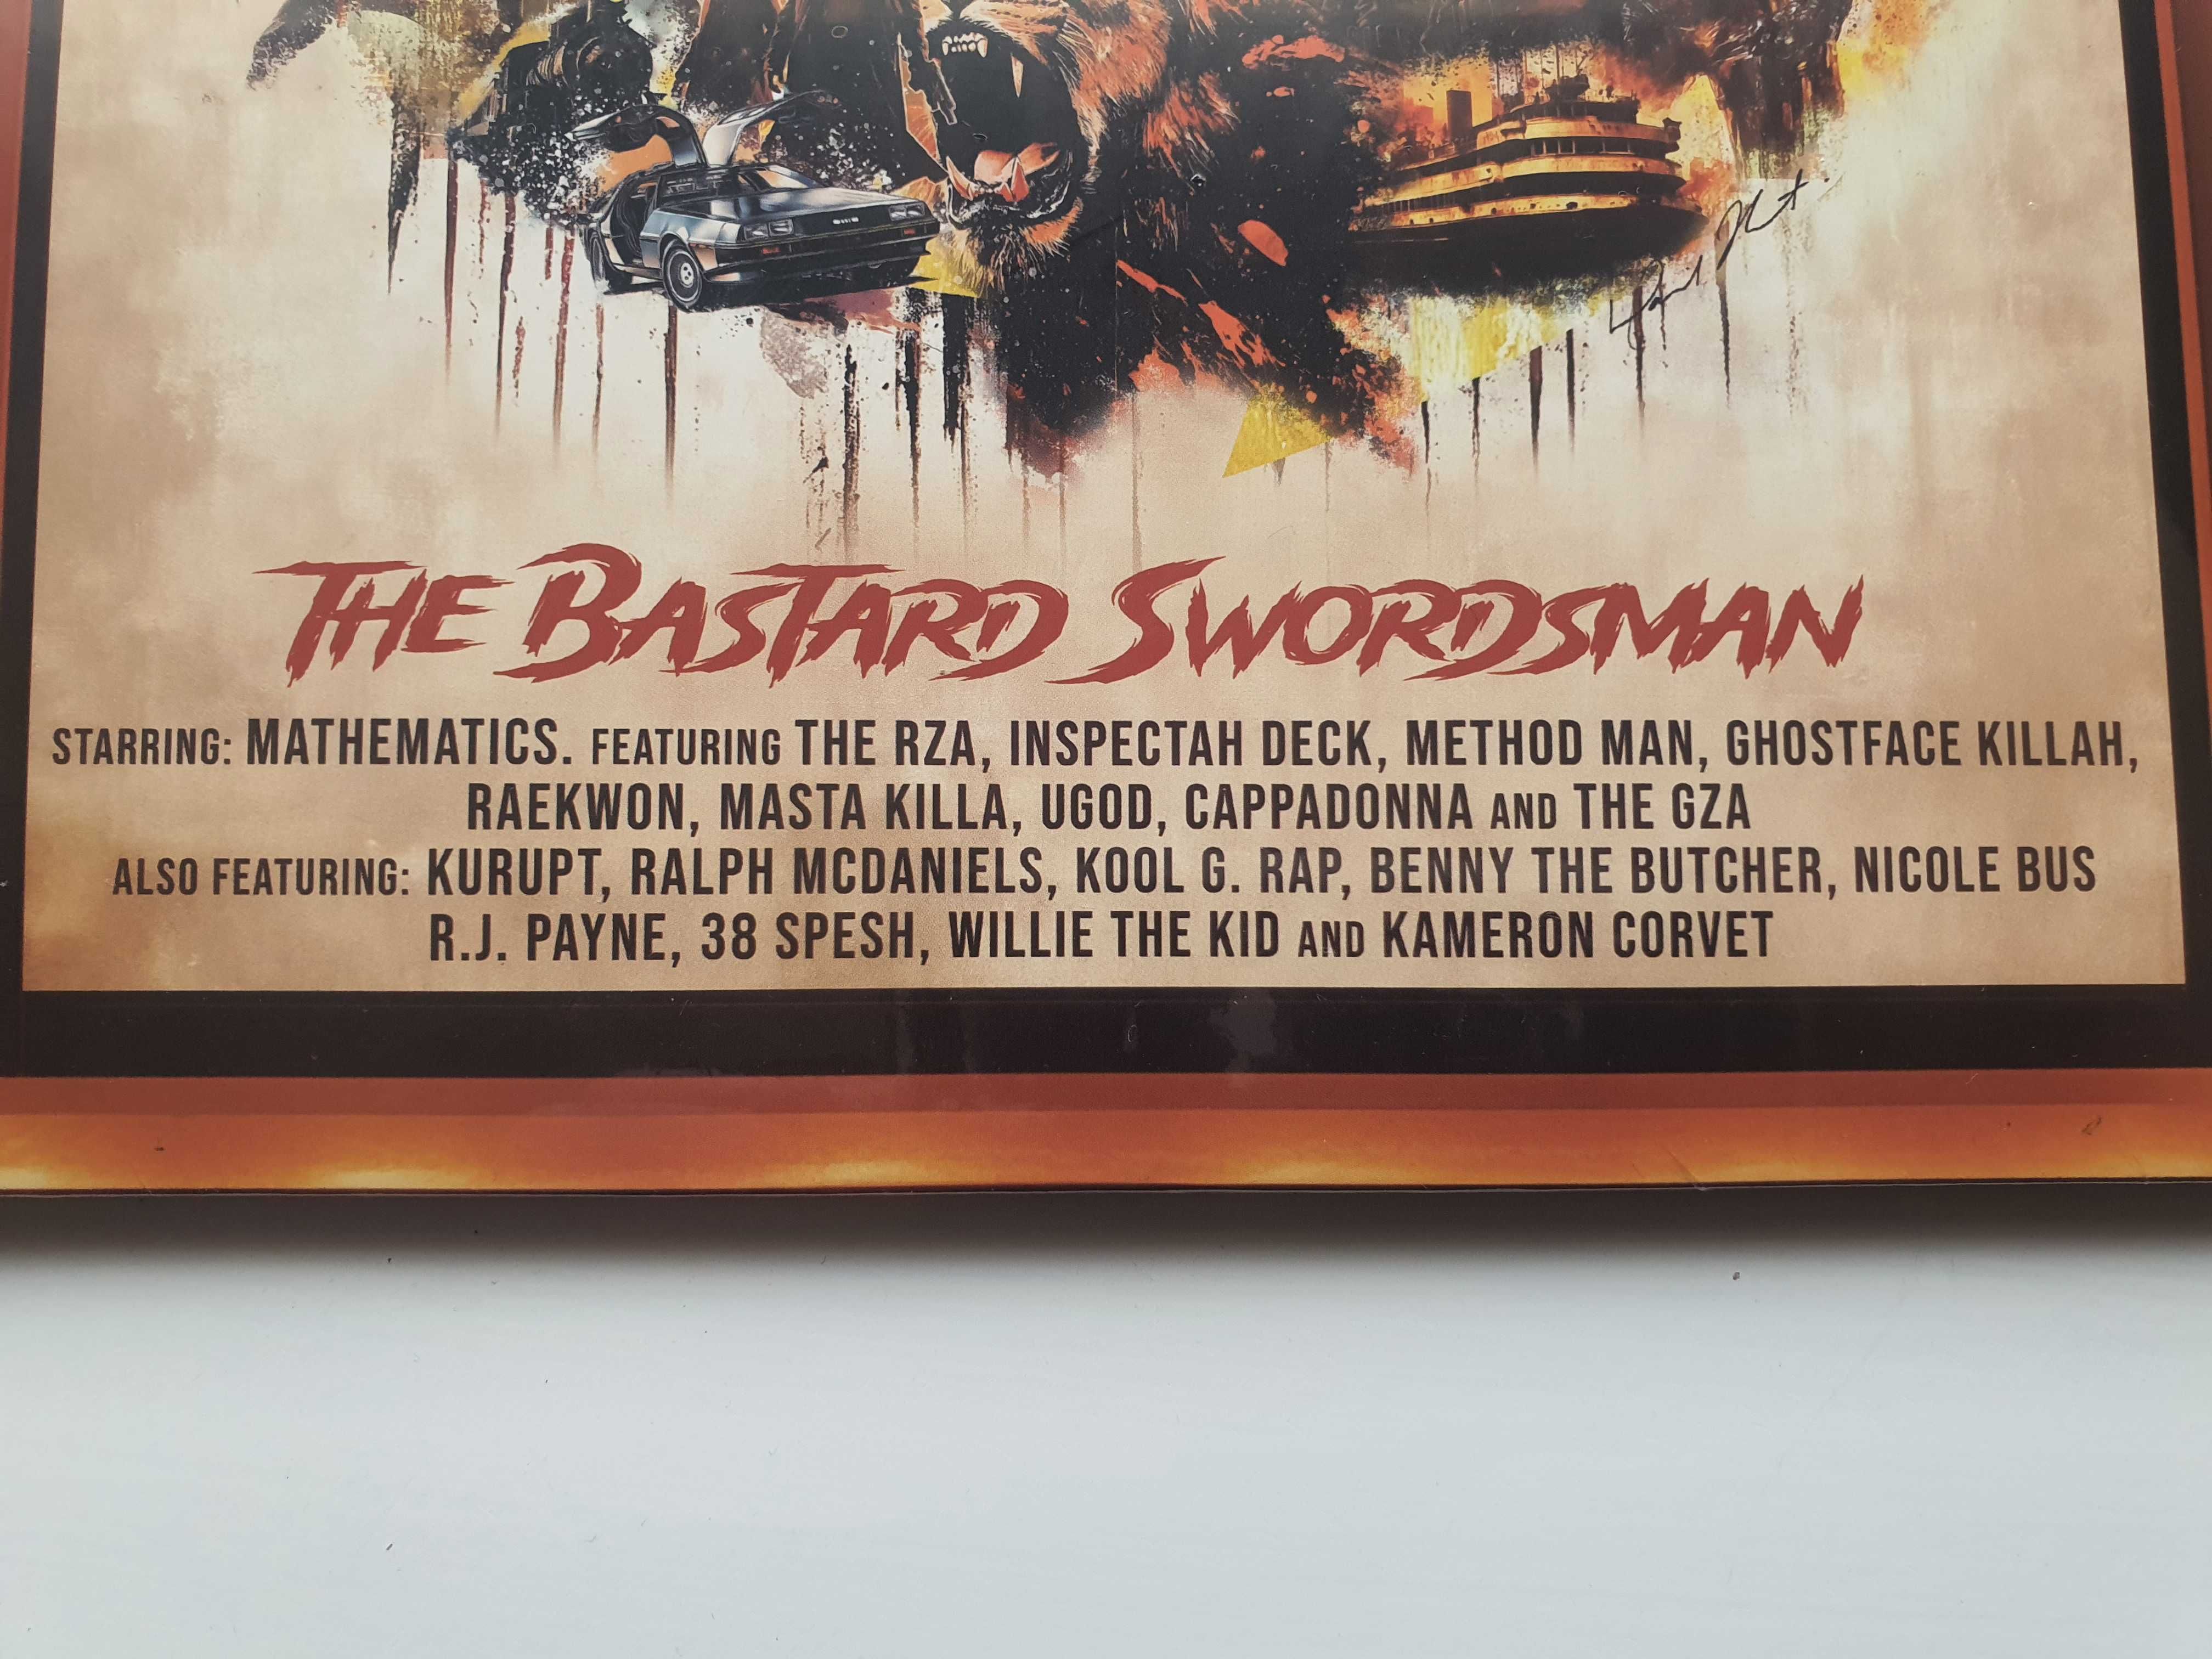 THE BASTARD SWORDSMAN
STARRING: MATHEMATICS. FEATURING THE RZA, INSPECTAH DECK, METHOD MAN, GHOSTFACE KILLAH,
RAEKWON, MASTA KILLA, UGOD, CAPPADONNA AND THE GZA
ALSO FEATURING: KURUPT, RALPH MCDANIELS, KOOL G. RAP, BENNY THE BUTCHER, NICOLE BUS
R.J. PAYNE, 38 SPESH, WILLIE THE KID AND KAMERON CORVET